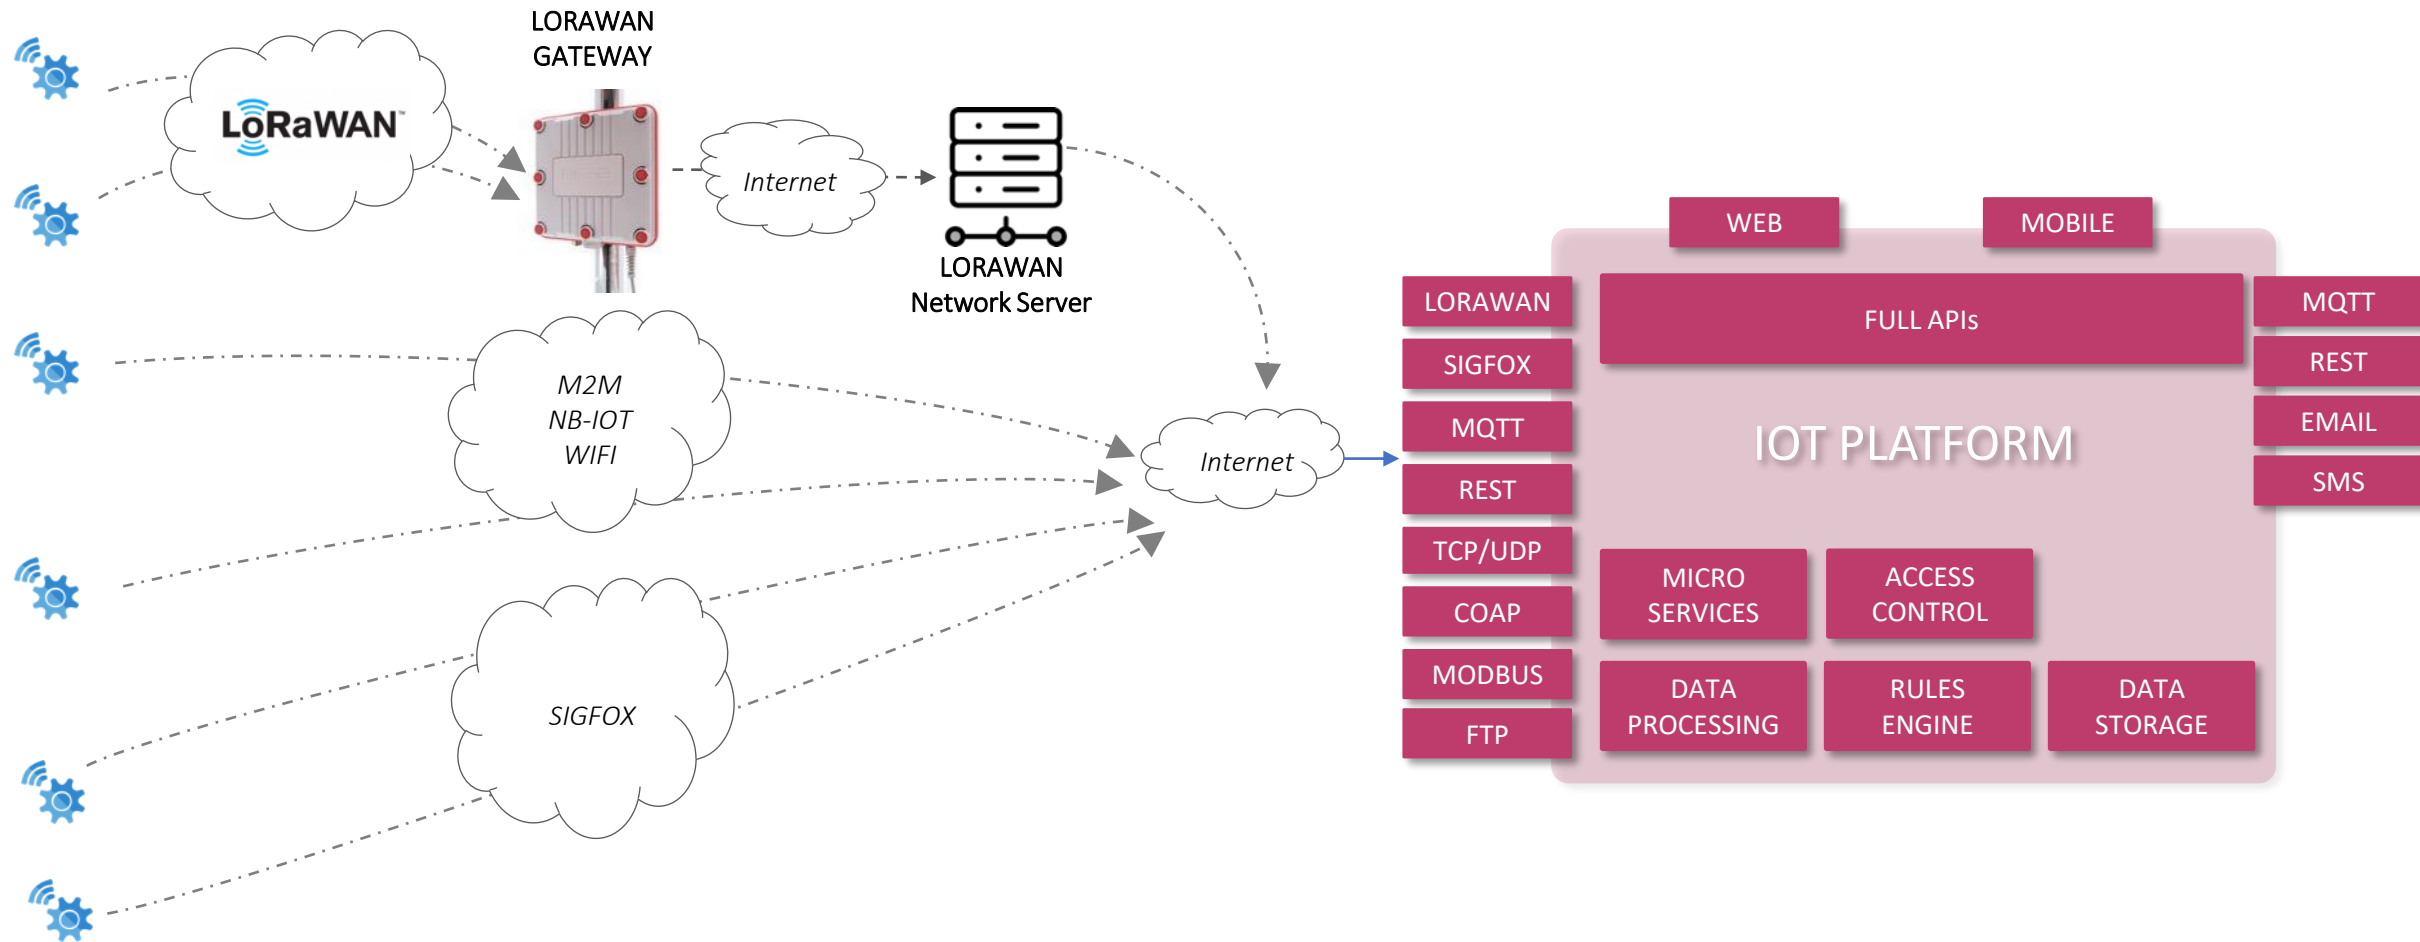 LORAWAN
GATEWAY
LoRaWAN™
Internet
LORAWAN
Network Server
M2M
NB-IOT
WIFI
SIGFOX
Internet
WEB
MOBILE
LORAWAN
SIGFOX
MQTT
REST
TCP/UDP
COAP
MODBUS
FTP
FULL APIs
IOT PLATFORM
MICRO
SERVICES
ACCESS
CONTROL
DATA
PROCESSING
RULES
ENGINE
DATA
STORAGE
MQTT
REST
EMAIL
SMS